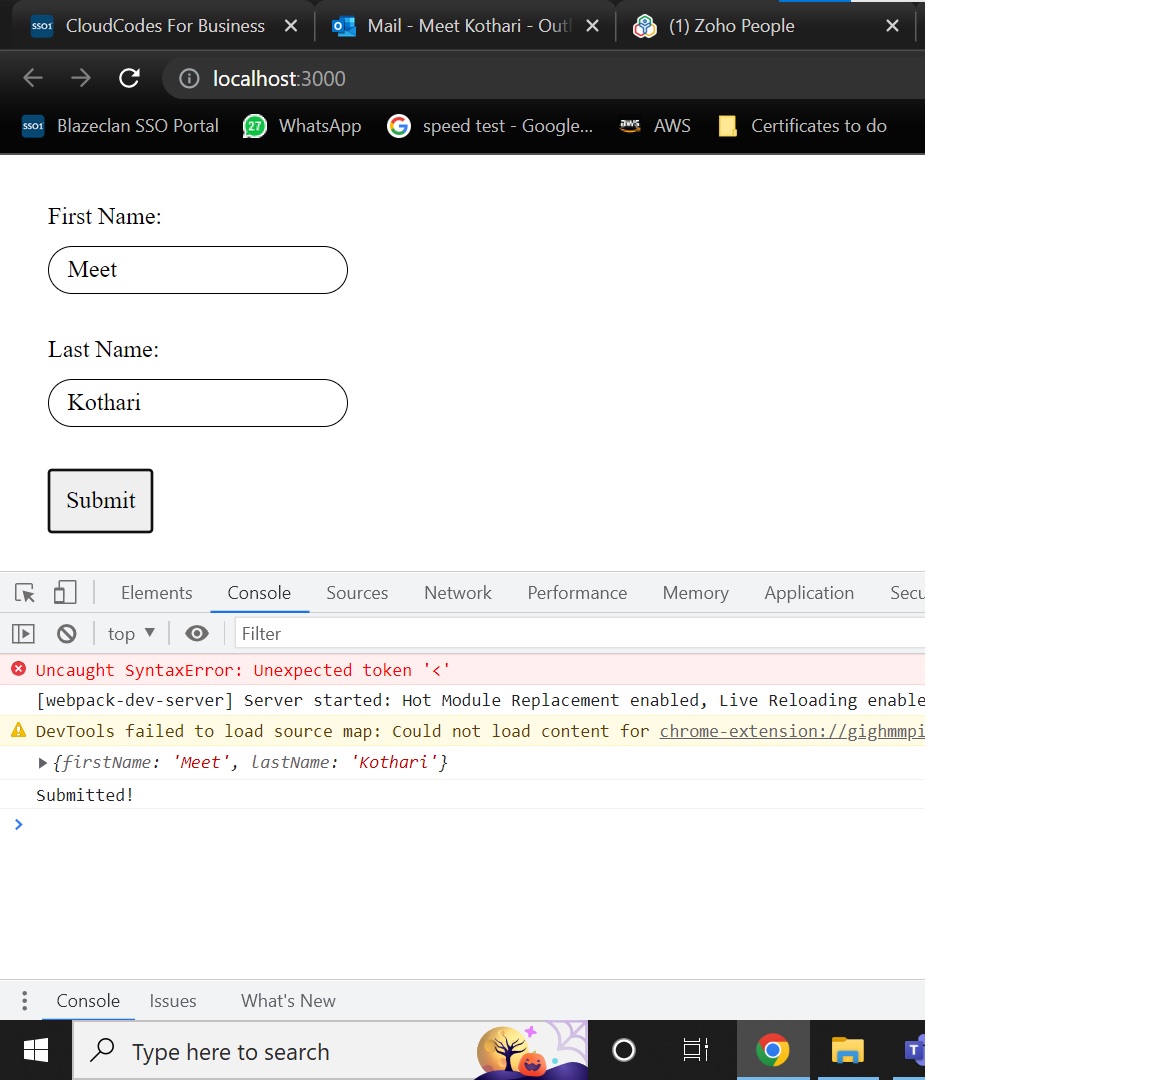 SSO1 CloudCodes For Business Mail - Meet Kothari - Outl (1) Zoho People
localhost:3000
SSO1 Blazeclan SSO Portal 27 WhatsApp speed test - Google... aws AWS Certificates to do
First Name:
Meet
Last Name:
Kothari
Submit
Elements Console Sources Network Performance Memory Application Secu
top ▼ Filter
Uncaught SyntaxError: Unexpected token '<'
[webpack-dev-server] Server started: Hot Module Replacement enabled, Live Reloading enable
DevTools failed to load source map: Could not load content for chrome-extension://gighmmpi
▶ {firstName: 'Meet', lastName: 'Kothari'}
Submitted!
>
Console Issues What's New
Type here to search